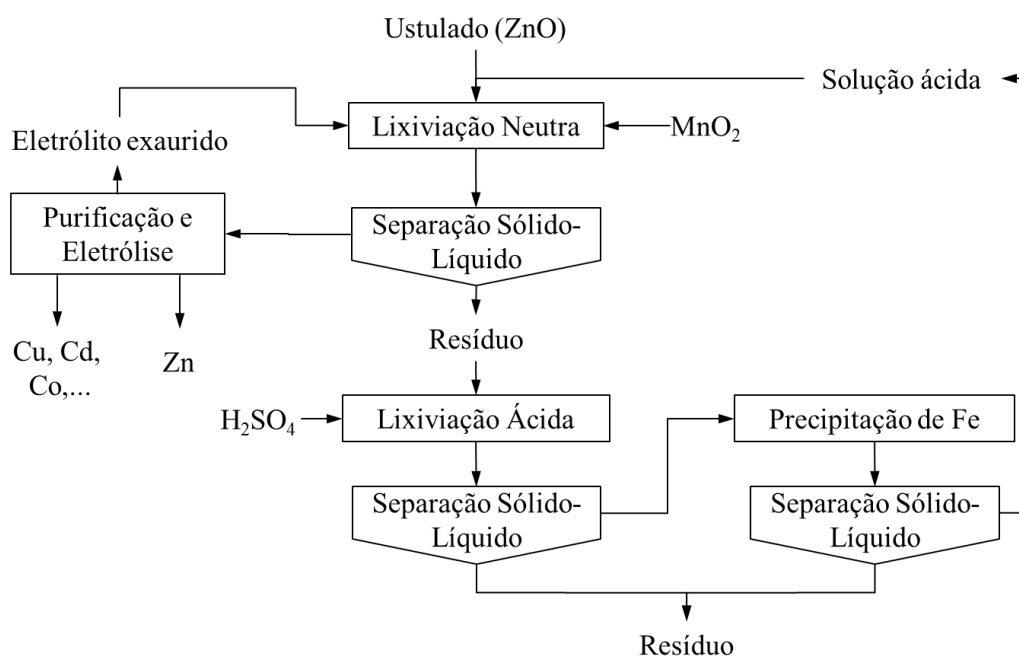 Ustulado (ZnO)
Solução ácida
Lixiviação Neutra
MnO₂
Eletrólito exaurido
Purificação e
Eletrólise
Separação Sólido-
Líquido
Cu, Cd,
Co,...
Zn
Resíduo
H₂SO₄
Lixiviação Ácida
Precipitação de Fe
Separação Sólido-
Líquido
Separação Sólido-
Líquido
Resíduo